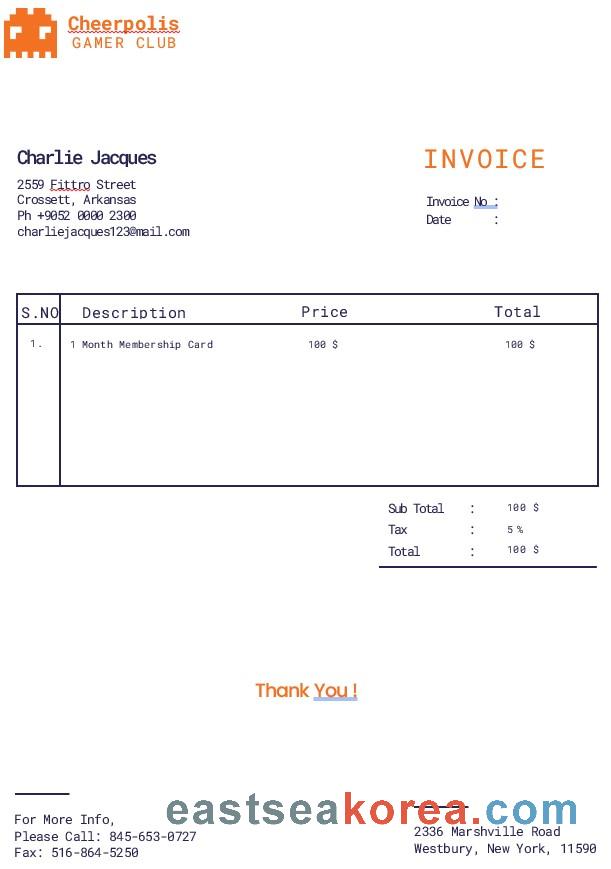 Cheerpolis
GAMER CLUB
Charlie Jacques
INVOICE
2559 Fittro Street
Crossett, Arkansas
Ph +9052 0000 2300
charliejacques123@mail.com
Invoice No :
Date :
S.NO Description Price Total
1. 1 Month Membership Card 100 $ 100 $
Sub Total : 100 $
Tax : 5 %
Total : 100 $
Thank You !
eastseakorea.com
For More Info,
Please Call: 845-653-0727
Fax: 516-864-5250
2336 Marshville Road
Westbury, New York, 11590